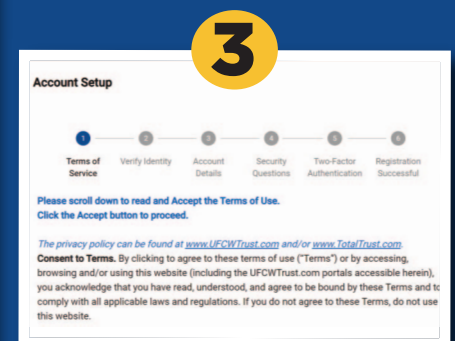 3
Account Setup
1 2 3 4 5 6
Terms of Verify Identity Account Security Two-Factor Registration
Service Details Questions Authentication Successful
Please scroll down to read and Accept the Terms of Use.
Click the Accept button to proceed.
The privacy policy can be found at www.UFCWTrust.com and/or www.TotalTrust.com.
Consent to Terms. By clicking to agree to these terms of use ("Terms") or by accessing,
browsing and/or using this website (including the UFCWTrust.com portals accessible herein),
you acknowledge that you have read, understood, and agree to be bound by these Terms and to
comply with all applicable laws and regulations. If you do not agree to these Terms, do not use
this website.